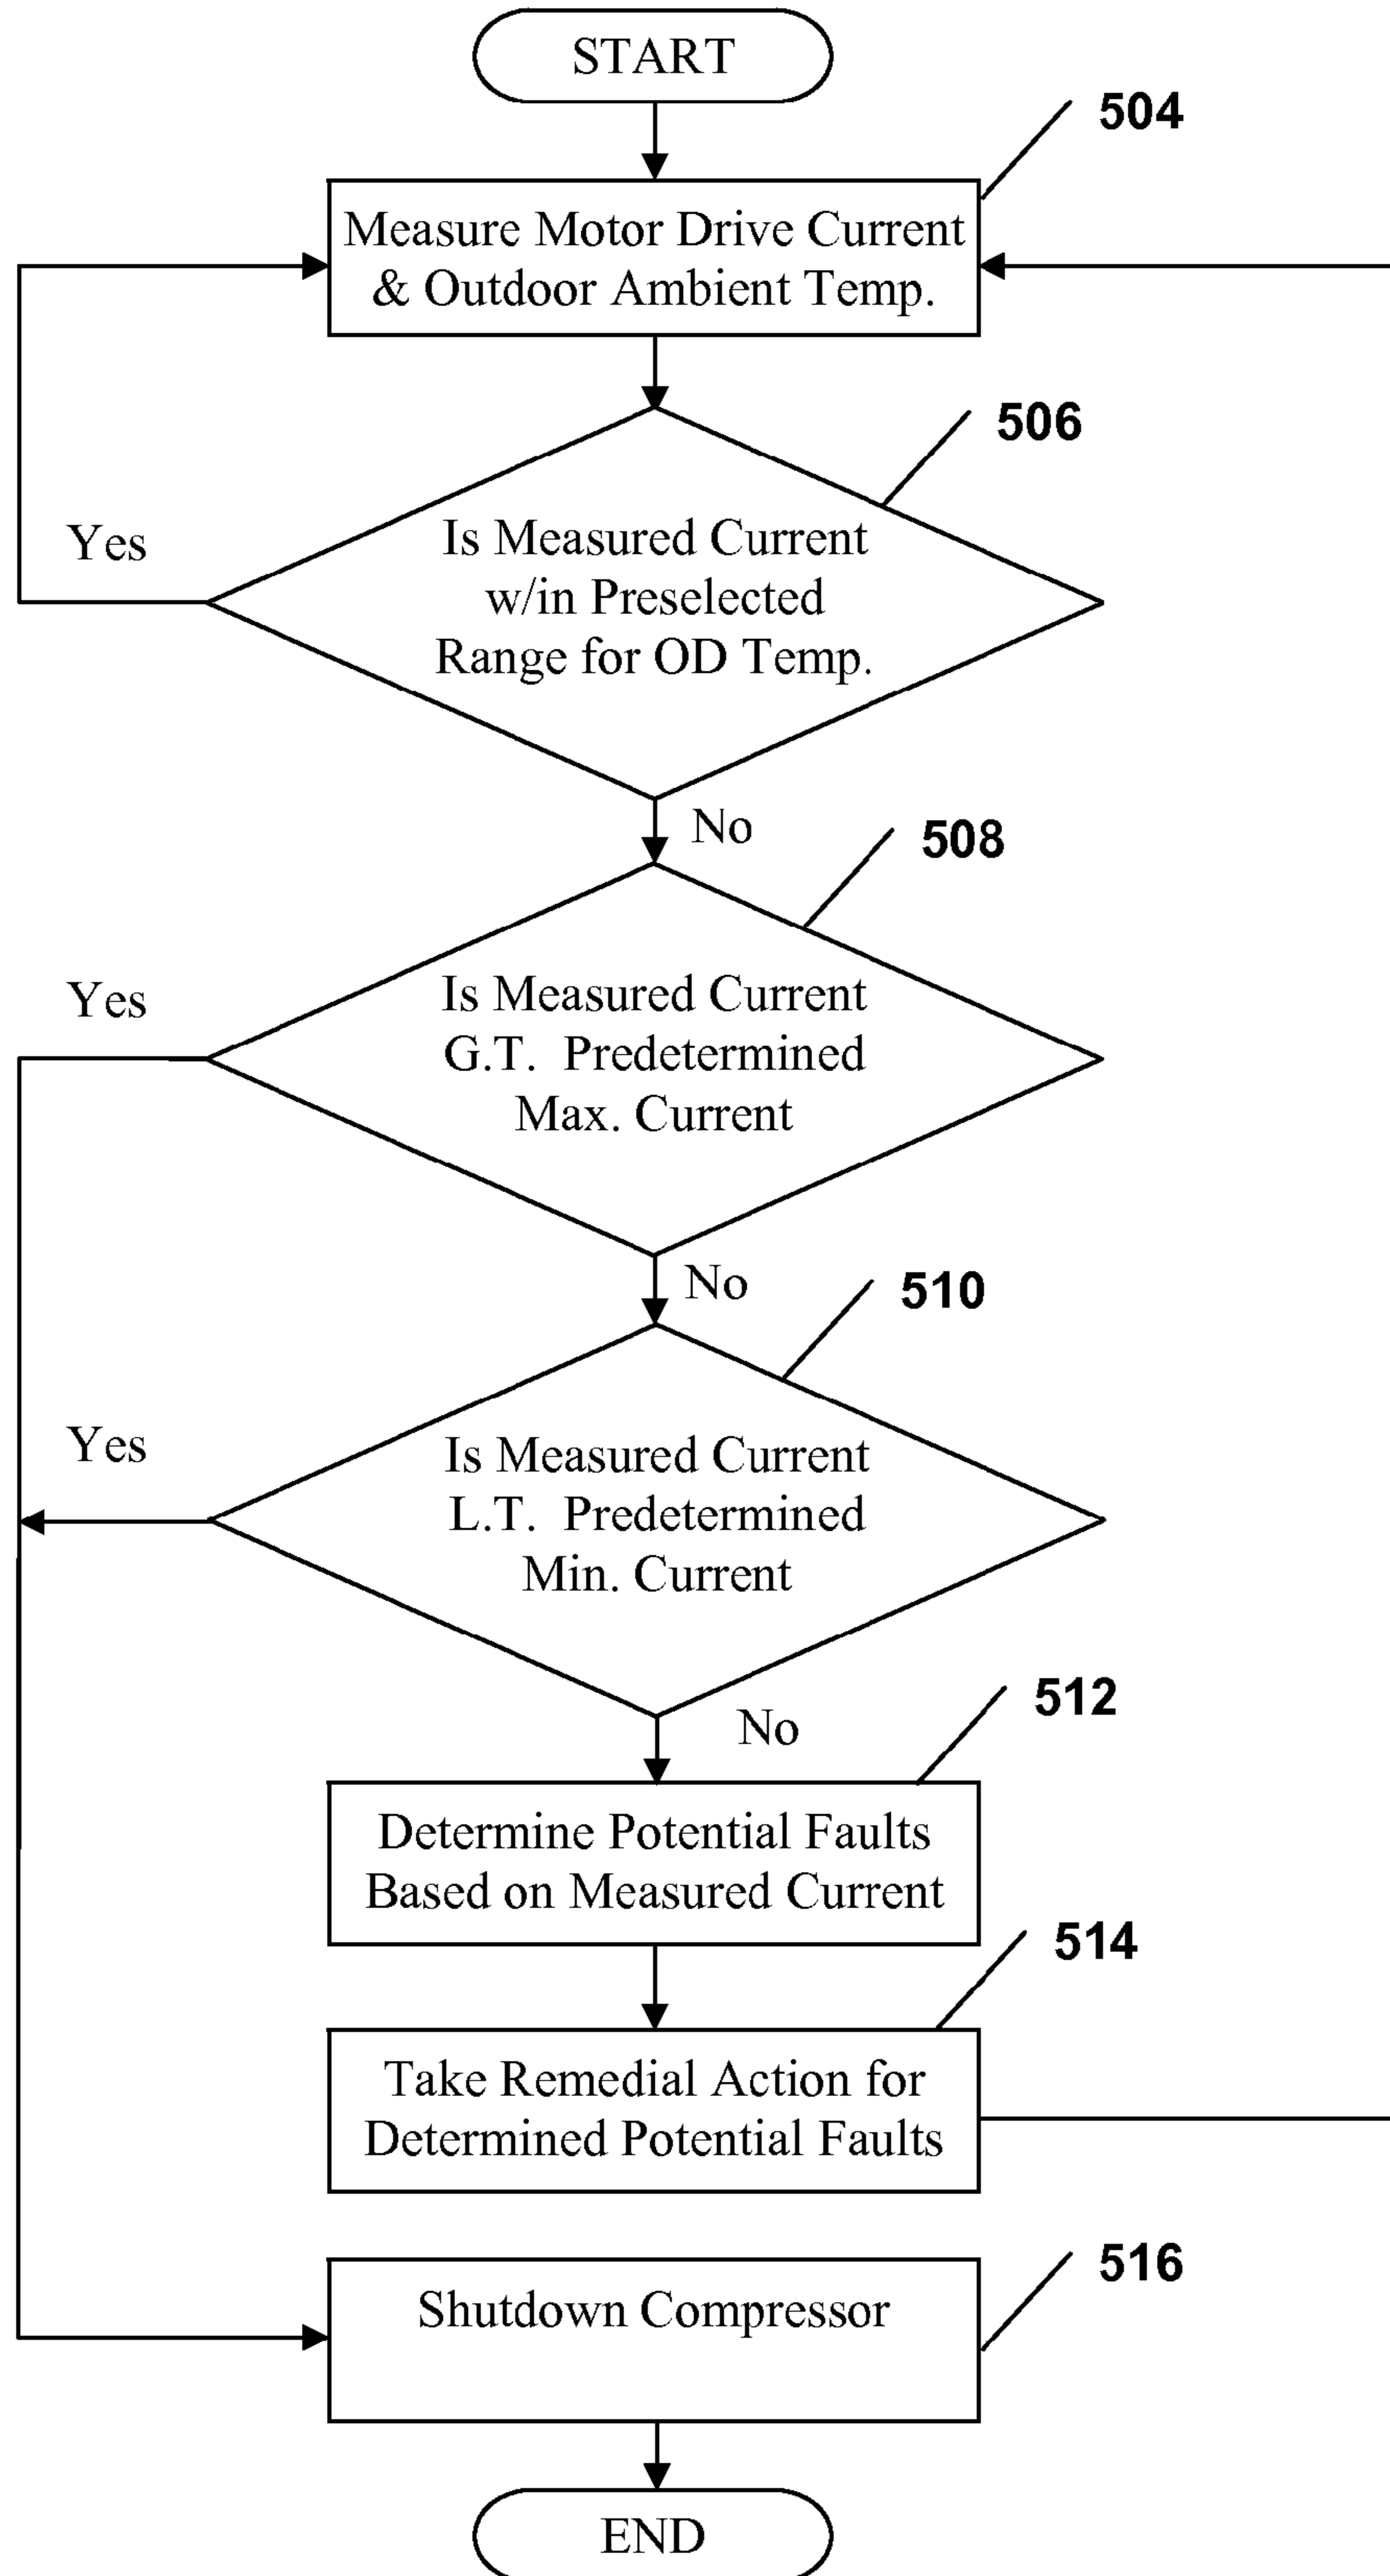 START
504
Measure Motor Drive Current
& Outdoor Ambient Temp.
506
Yes
Is Measured Current
w/in Preselected
Range for OD Temp.
No
508
Yes
Is Measured Current
G.T. Predetermined
Max. Current
No
510
Yes
Is Measured Current
L.T. Predetermined
Min. Current
512
No
Determine Potential Faults
Based on Measured Current
514
Take Remedial Action for
Determined Potential Faults
516
Shutdown Compressor
END